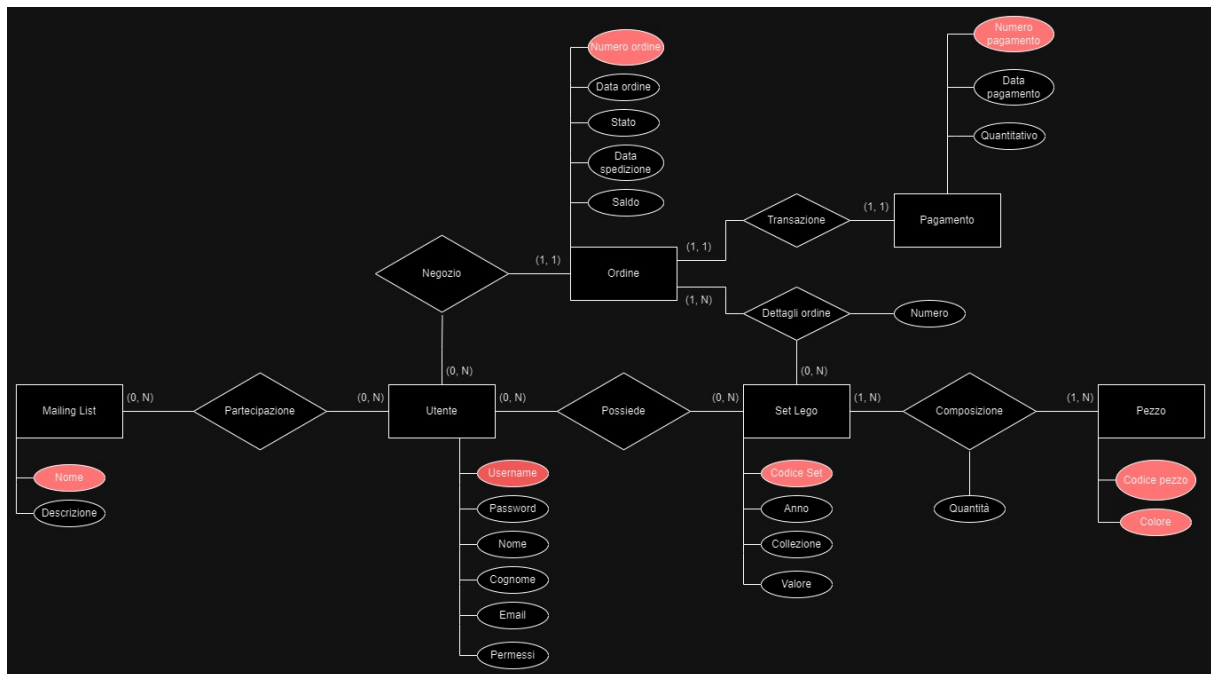 Numero ordine
Data ordine
Stato
Data
spedizione
Saldo
Numero
pagamento
Data
pagamento
Quantitativo
Transazione
(1, 1)
Pagamento
Negozio
(1, 1)
Ordine
(1, 1)
(1, N)
Dettagli ordine
Numero
(0, N)
(0, N)
Mailing List
(0, N)
Partecipazione
(0, N)
Utente
(0, N)
Possiede
(0, N)
Set Lego
(1, N)
Composizione
(1, N)
Pezzo
Nome
Descrizione
Username
Password
Nome
Cognome
Email
Permessi
Codice Set
Anno
Collezione
Valore
Quantità
Codice pezzo
Colore